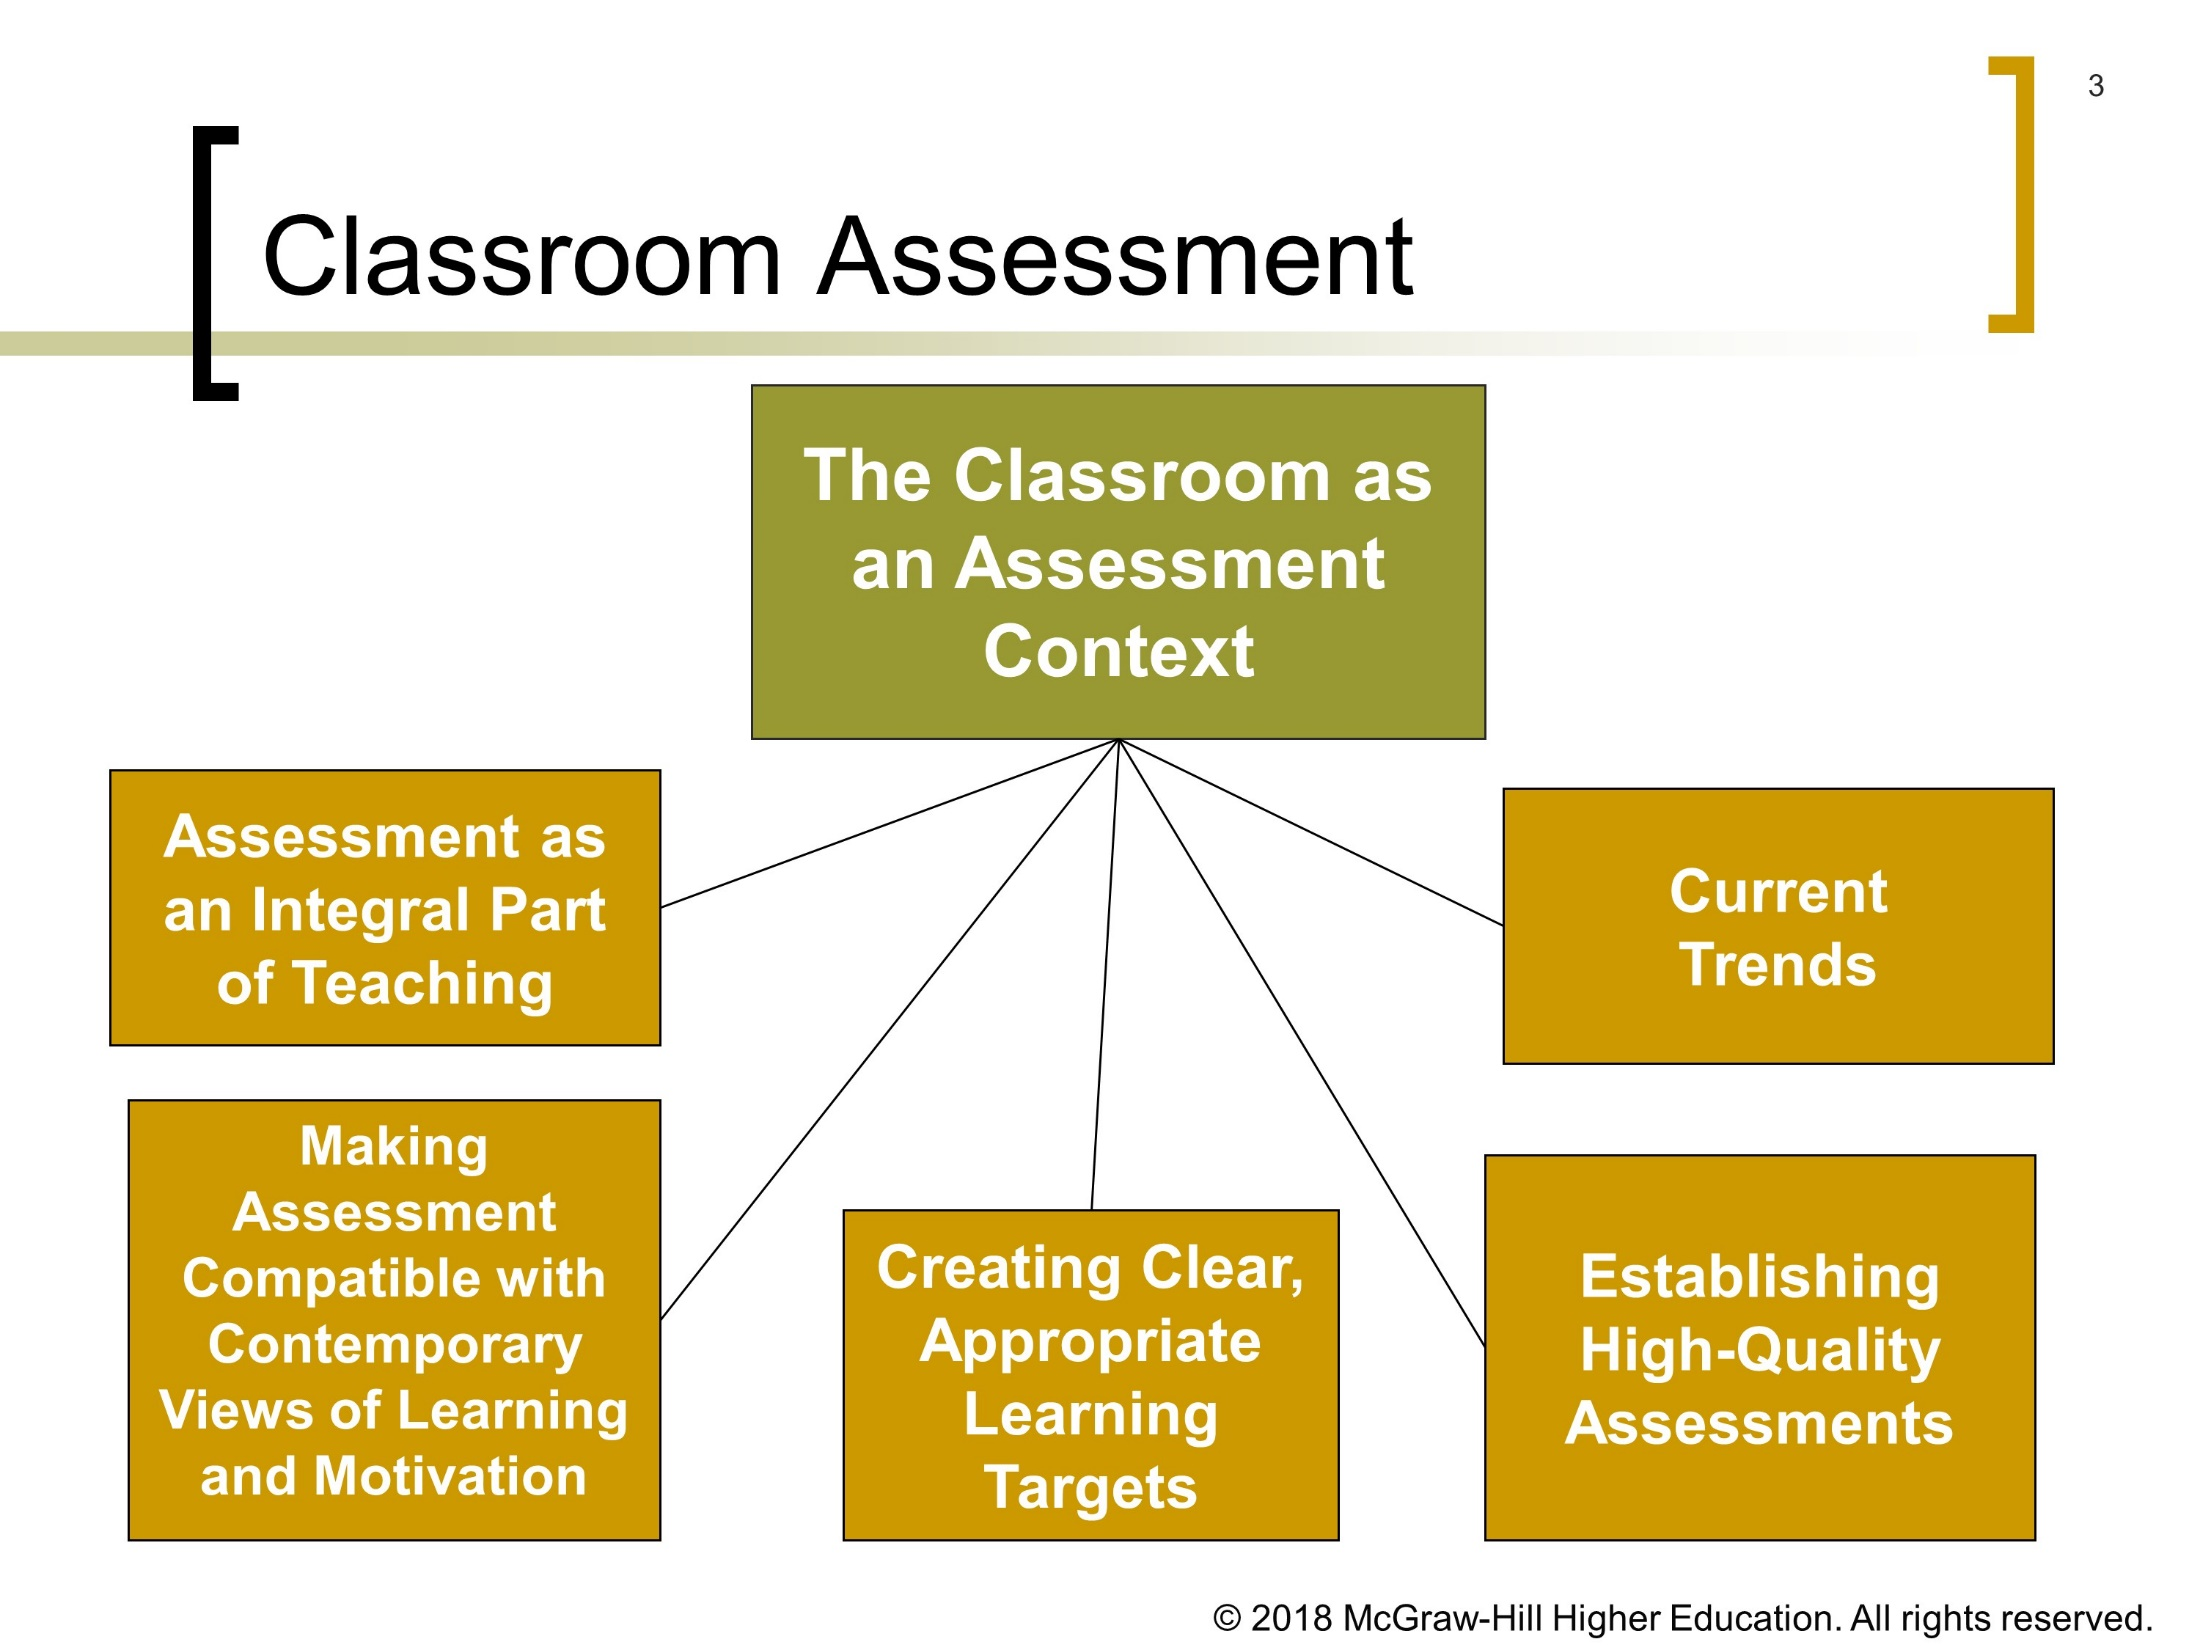 3
Classroom Assessment
The Classroom as
an Assessment
Context
Assessment as
an Integral Part
of Teaching
Current
Trends
Making
Assessment
Compatible with
Contemporary
Views of Learning
and Motivation
Creating Clear,
Appropriate
Learning
Targets
Establishing
High-Quality
Assessments
© 2018 McGraw-Hill Higher Education. All rights reserved.